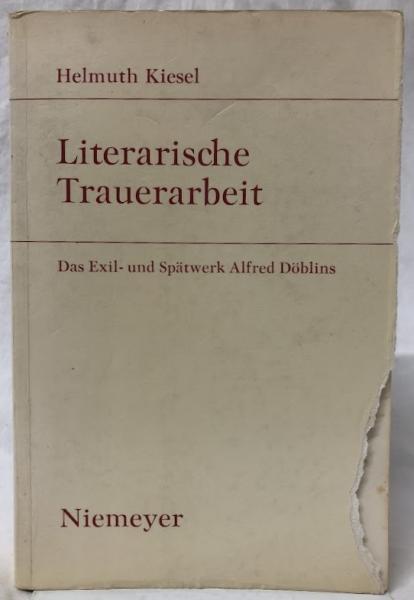 Helmuth Kiesel
Literarische
Trauerarbeit
Das Exil- und Spätwerk Alfred Döblins
Niemeyer